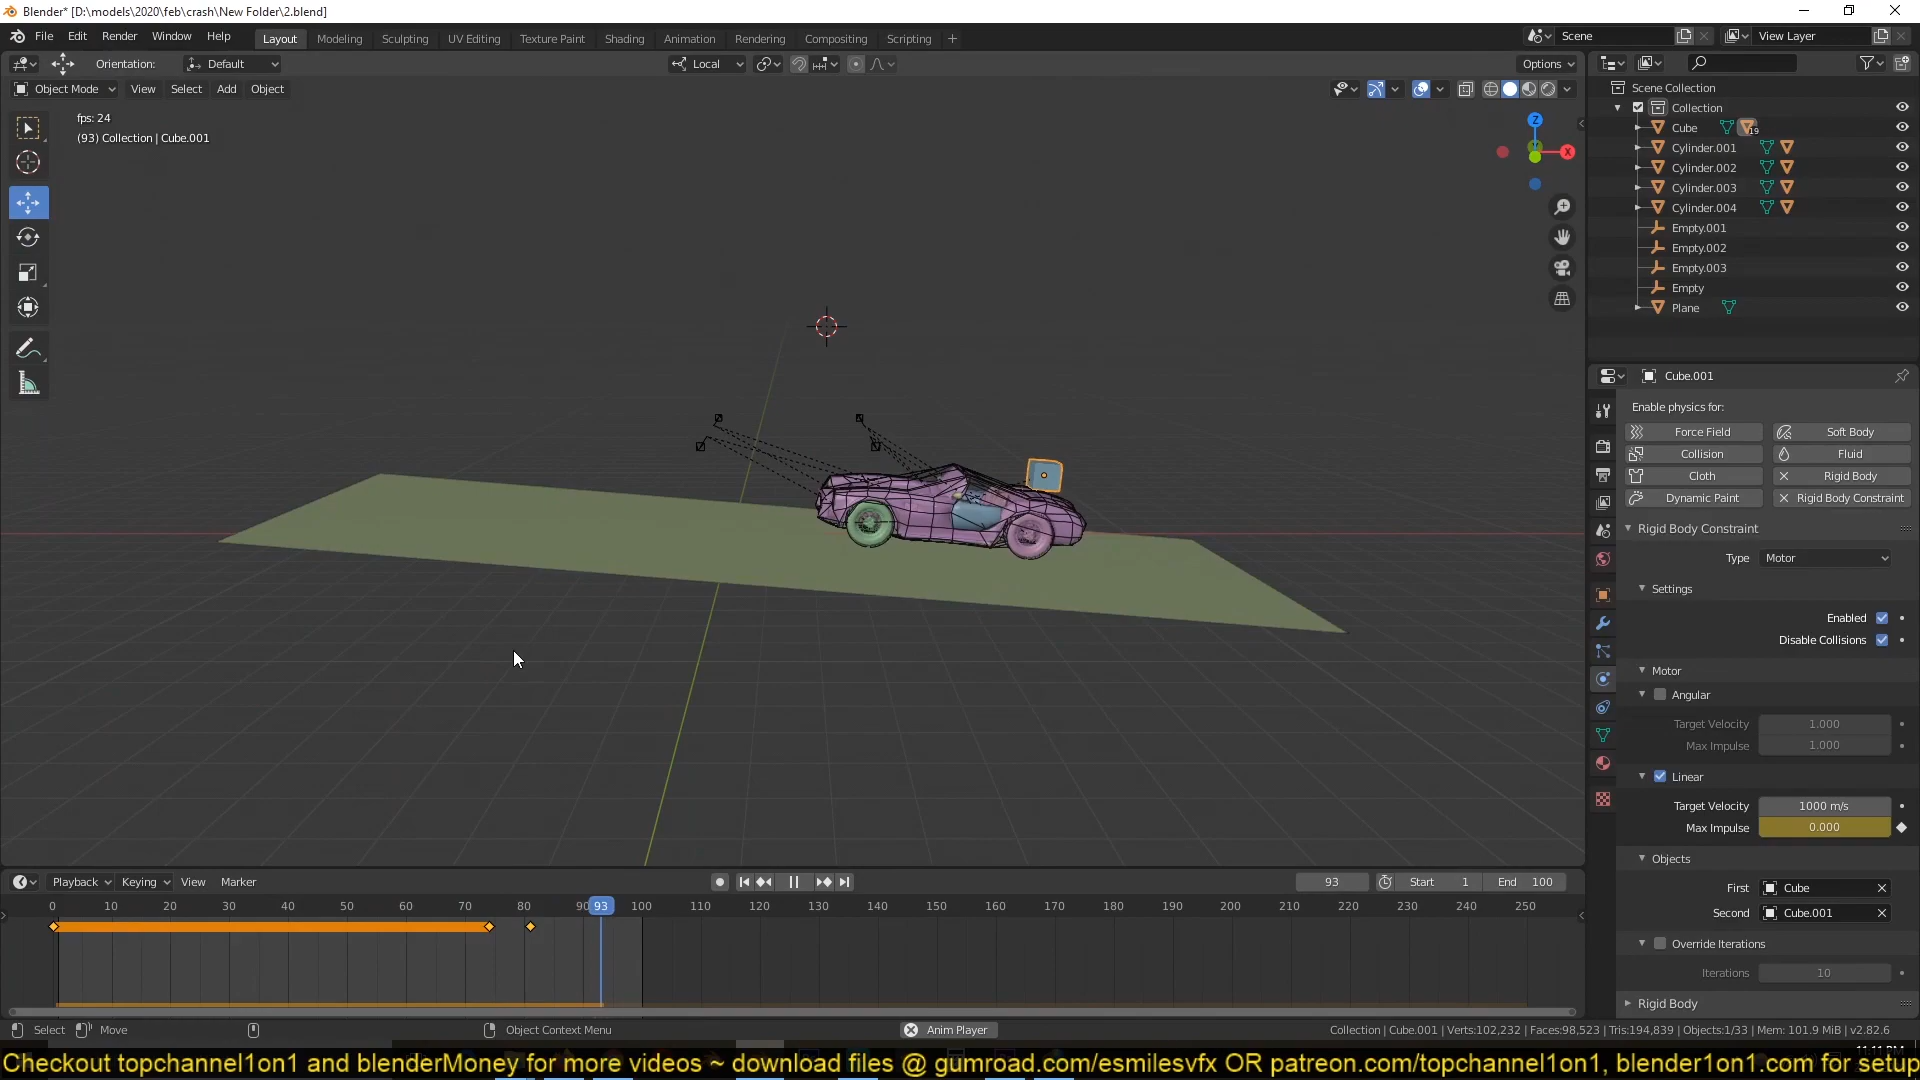 Blender* [D:\models\2020\feb\crash\New Folder\2.blend]
File Edit Render Window Help Layout Modeling Sculpting UV Editing Texture Paint Shading Animation Rendering Compositing Scripting + Scene View Layer
Orientation: Default Local Options
Object Mode View Select Add Object
fps: 24
(93) Collection | Cube.001
Z
X
Scene Collection
Collection
Cube 19
Cylinder.001
Cylinder.002
Cylinder.003
Cylinder.004
Empty.001
Empty.002
Empty.003
Empty
Plane
Cube.001
Enable physics for:
Force Field Soft Body
Collision Fluid
Cloth Rigid Body
Dynamic Paint Rigid Body Constraint
Rigid Body Constraint
Type Motor
Settings
Enabled
Disable Collisions
Motor
Angular
Target Velocity 1.000
Max Impulse 1.000
Linear
Target Velocity 1000 m/s
Max Impulse 0.000
Objects
First Cube
Second Cube.001
Override Iterations
Iterations 10
Rigid Body
Playback Keying View Marker 93 Start 1 End 100
0 10 20 30 40 50 60 70 80 90 93 100 110 120 130 140 150 160 170 180 190 200 210 220 230 240 250
Select Move Object Context Menu Anim Player Collection | Cube.001 | Verts:102,232 | Faces:98,523 | Tris:194,839 | Objects:1/33 | Mem: 101.9 MiB | v2.82.6
11:11 PM
Checkout topchannel1on1 and blenderMoney for more videos ~ download files @ gumroad.com/esmilesvfx OR patreon.com/topchannel1on1, blender1on1.com for setup